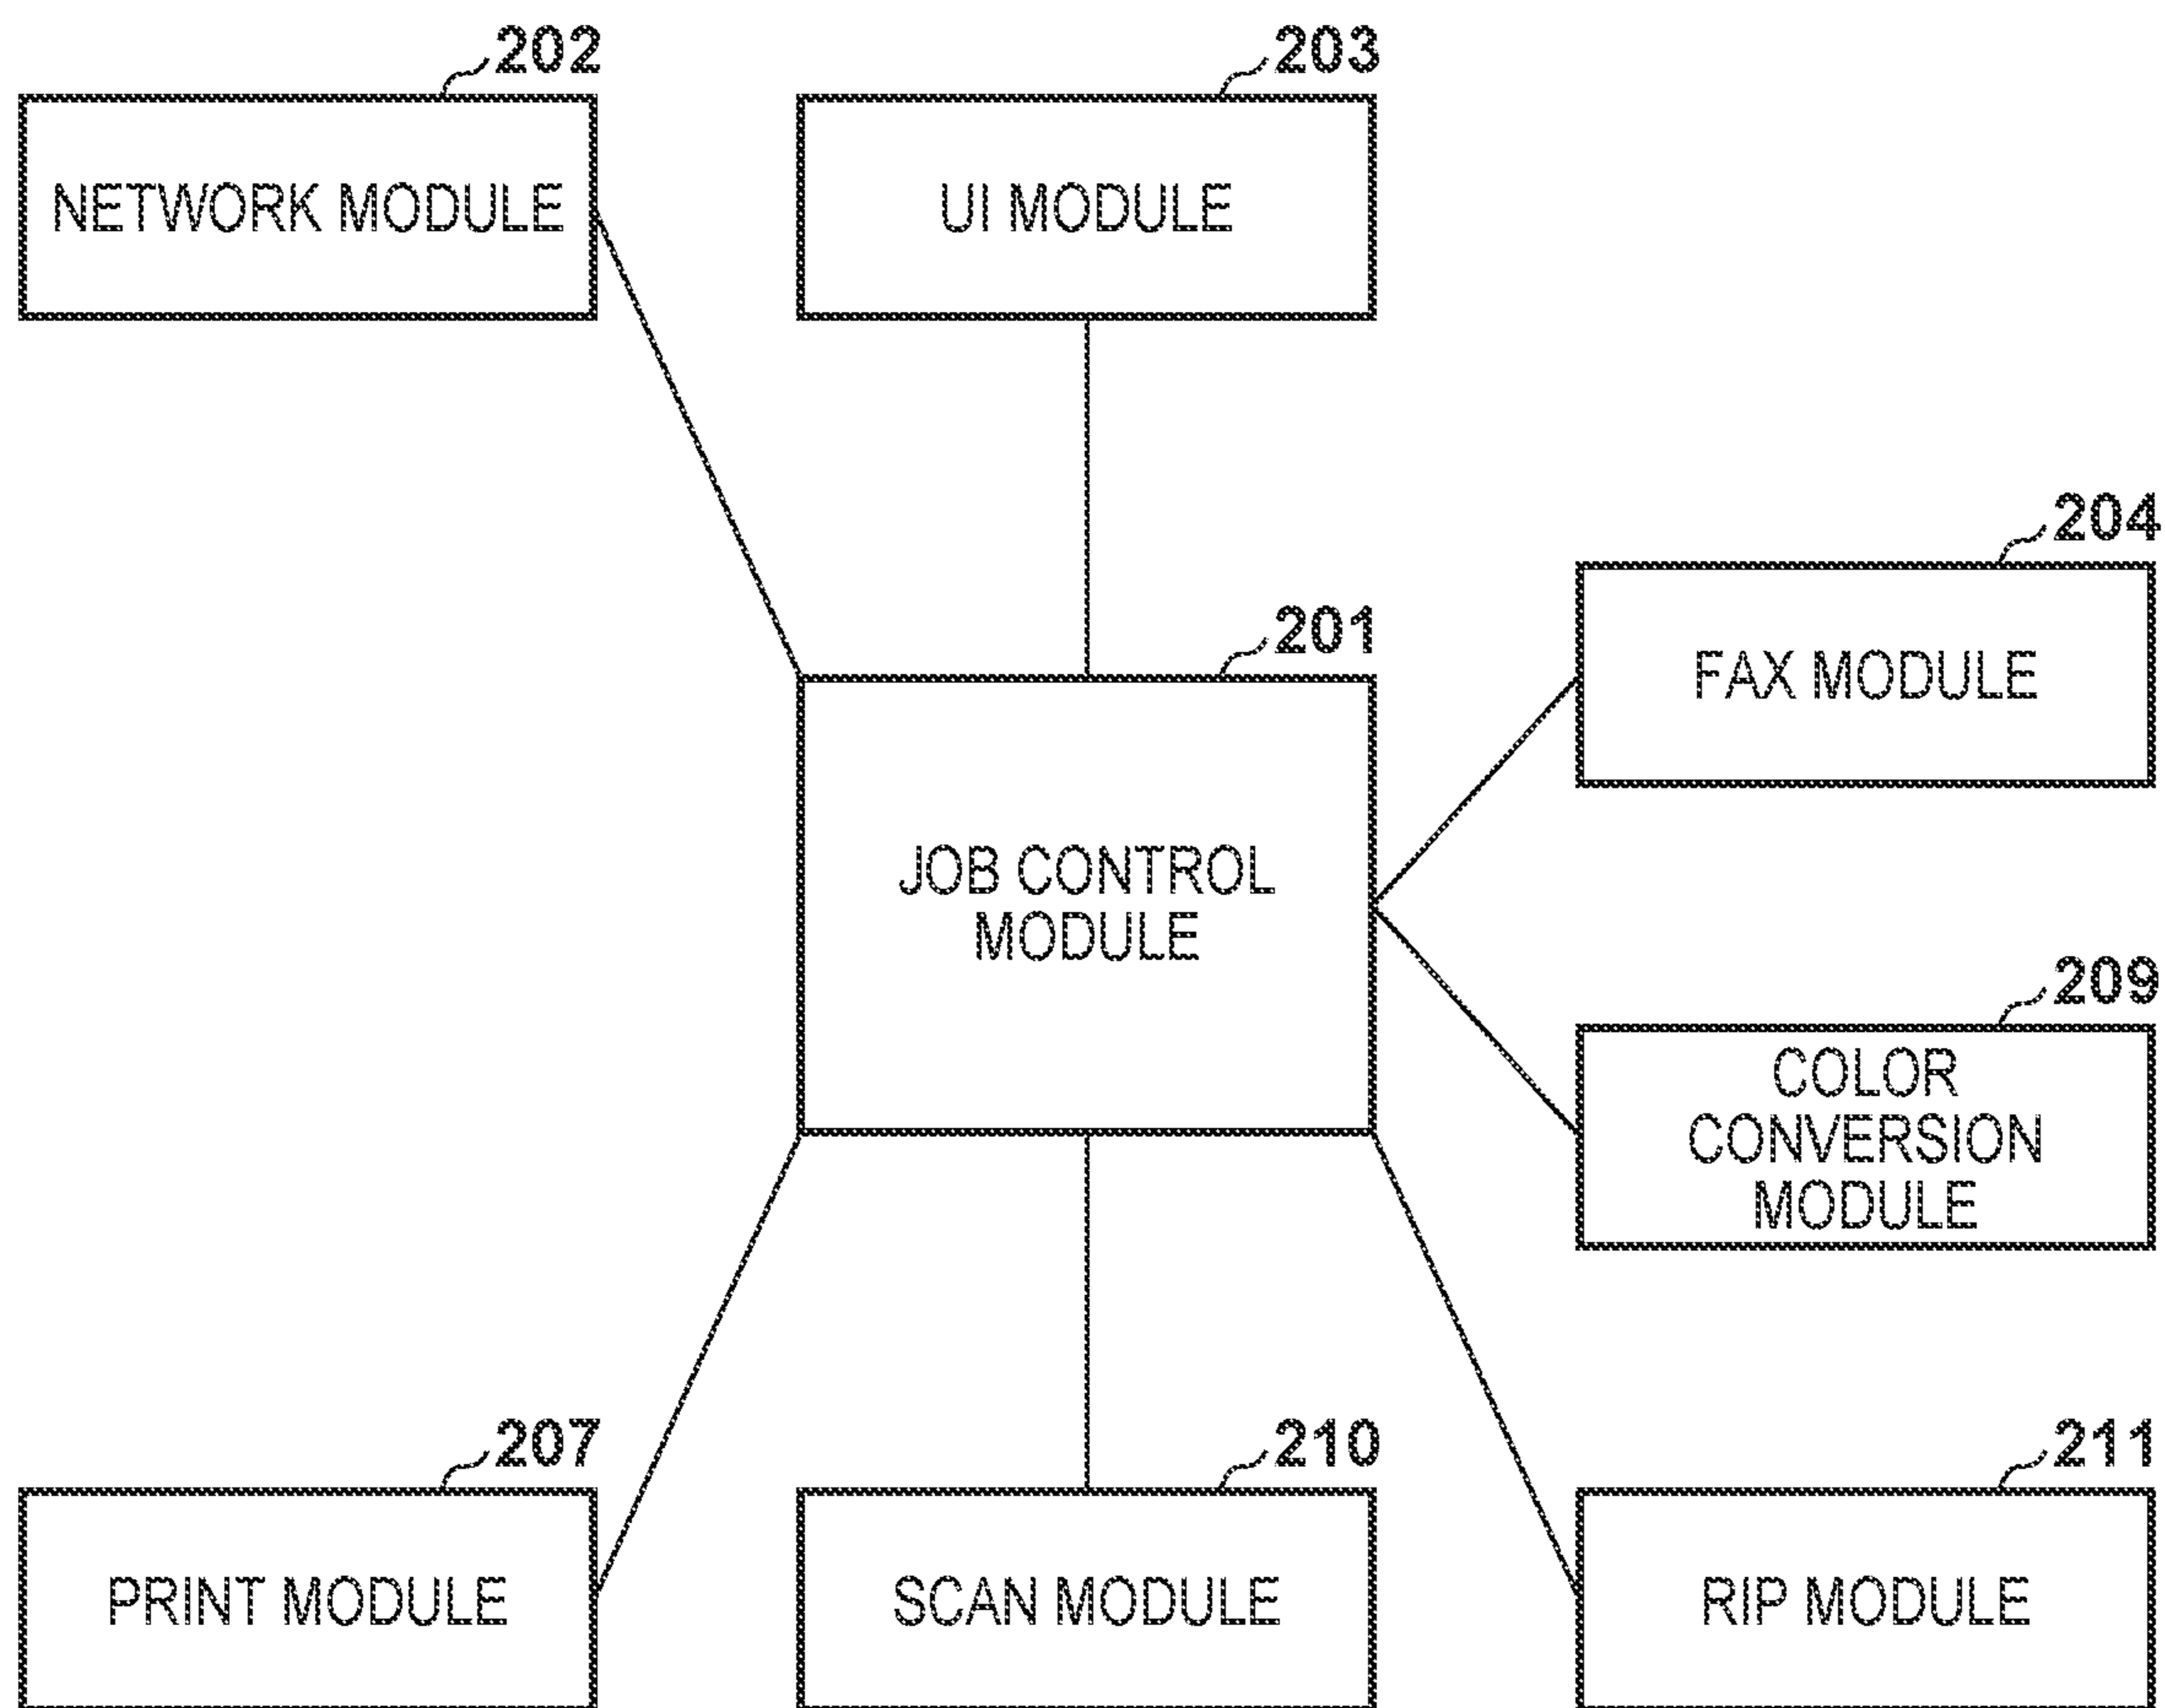 202
NETWORK MODULE
203
UI MODULE
204
FAX MODULE
201
JOB CONTROL
MODULE
209
COLOR
CONVERSION
MODULE
207
PRINT MODULE
210
SCAN MODULE
211
RIP MODULE